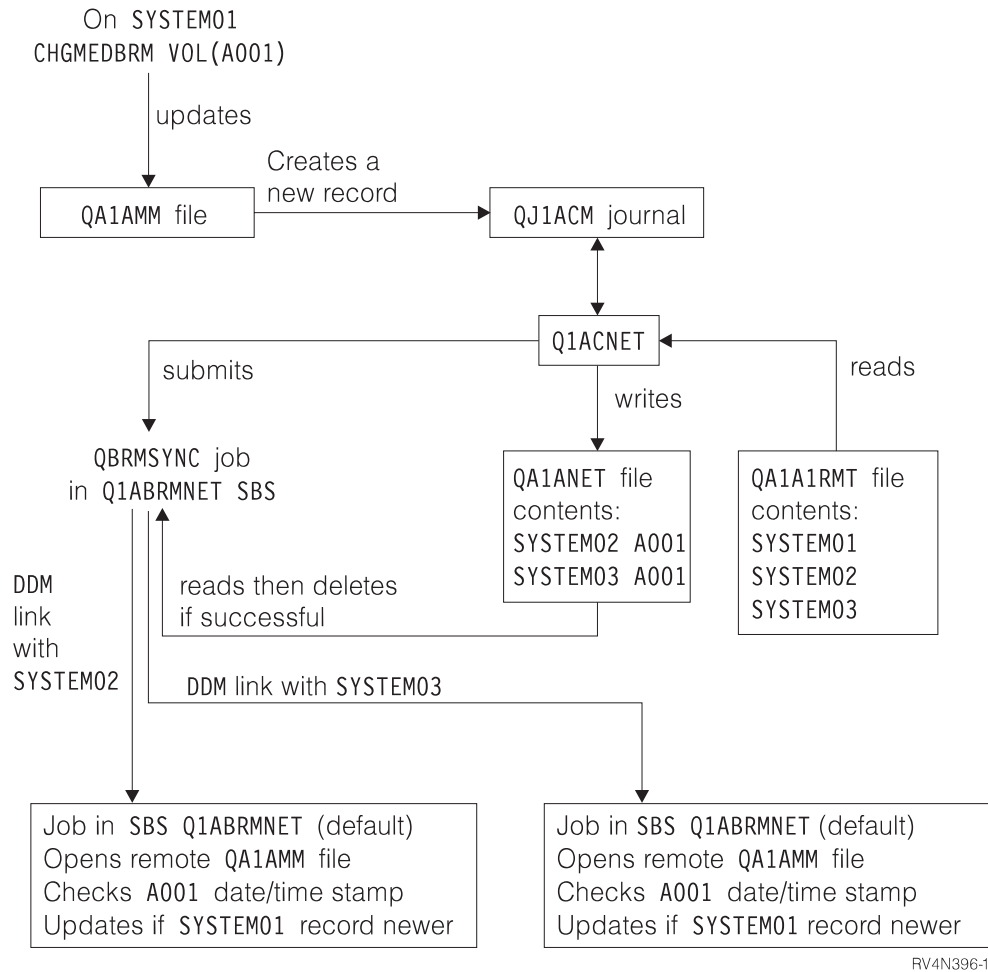 On SYSTEM01
CHGMEDBRM VOL(A001)
updates
Creates a
new record
QA1AMM file
QJ1ACM journal
Q1ACNET
submits
reads
writes
QBRMSYNC job
in Q1ABRMNET SBS
QA1ANET file
contents:
SYSTEM02 A001
SYSTEM03 A001
QA1A1RMT file
contents:
SYSTEM01
SYSTEM02
SYSTEM03
reads then deletes
if successful
DDM
link
with
SYSTEM02
DDM link with SYSTEM03
Job in SBS Q1ABRMNET (default)
Opens remote QA1AMM file
Checks A001 date/time stamp
Updates if SYSTEM01 record newer
Job in SBS Q1ABRMNET (default)
Opens remote QA1AMM file
Checks A001 date/time stamp
Updates if SYSTEM01 record newer
RV4N396-1